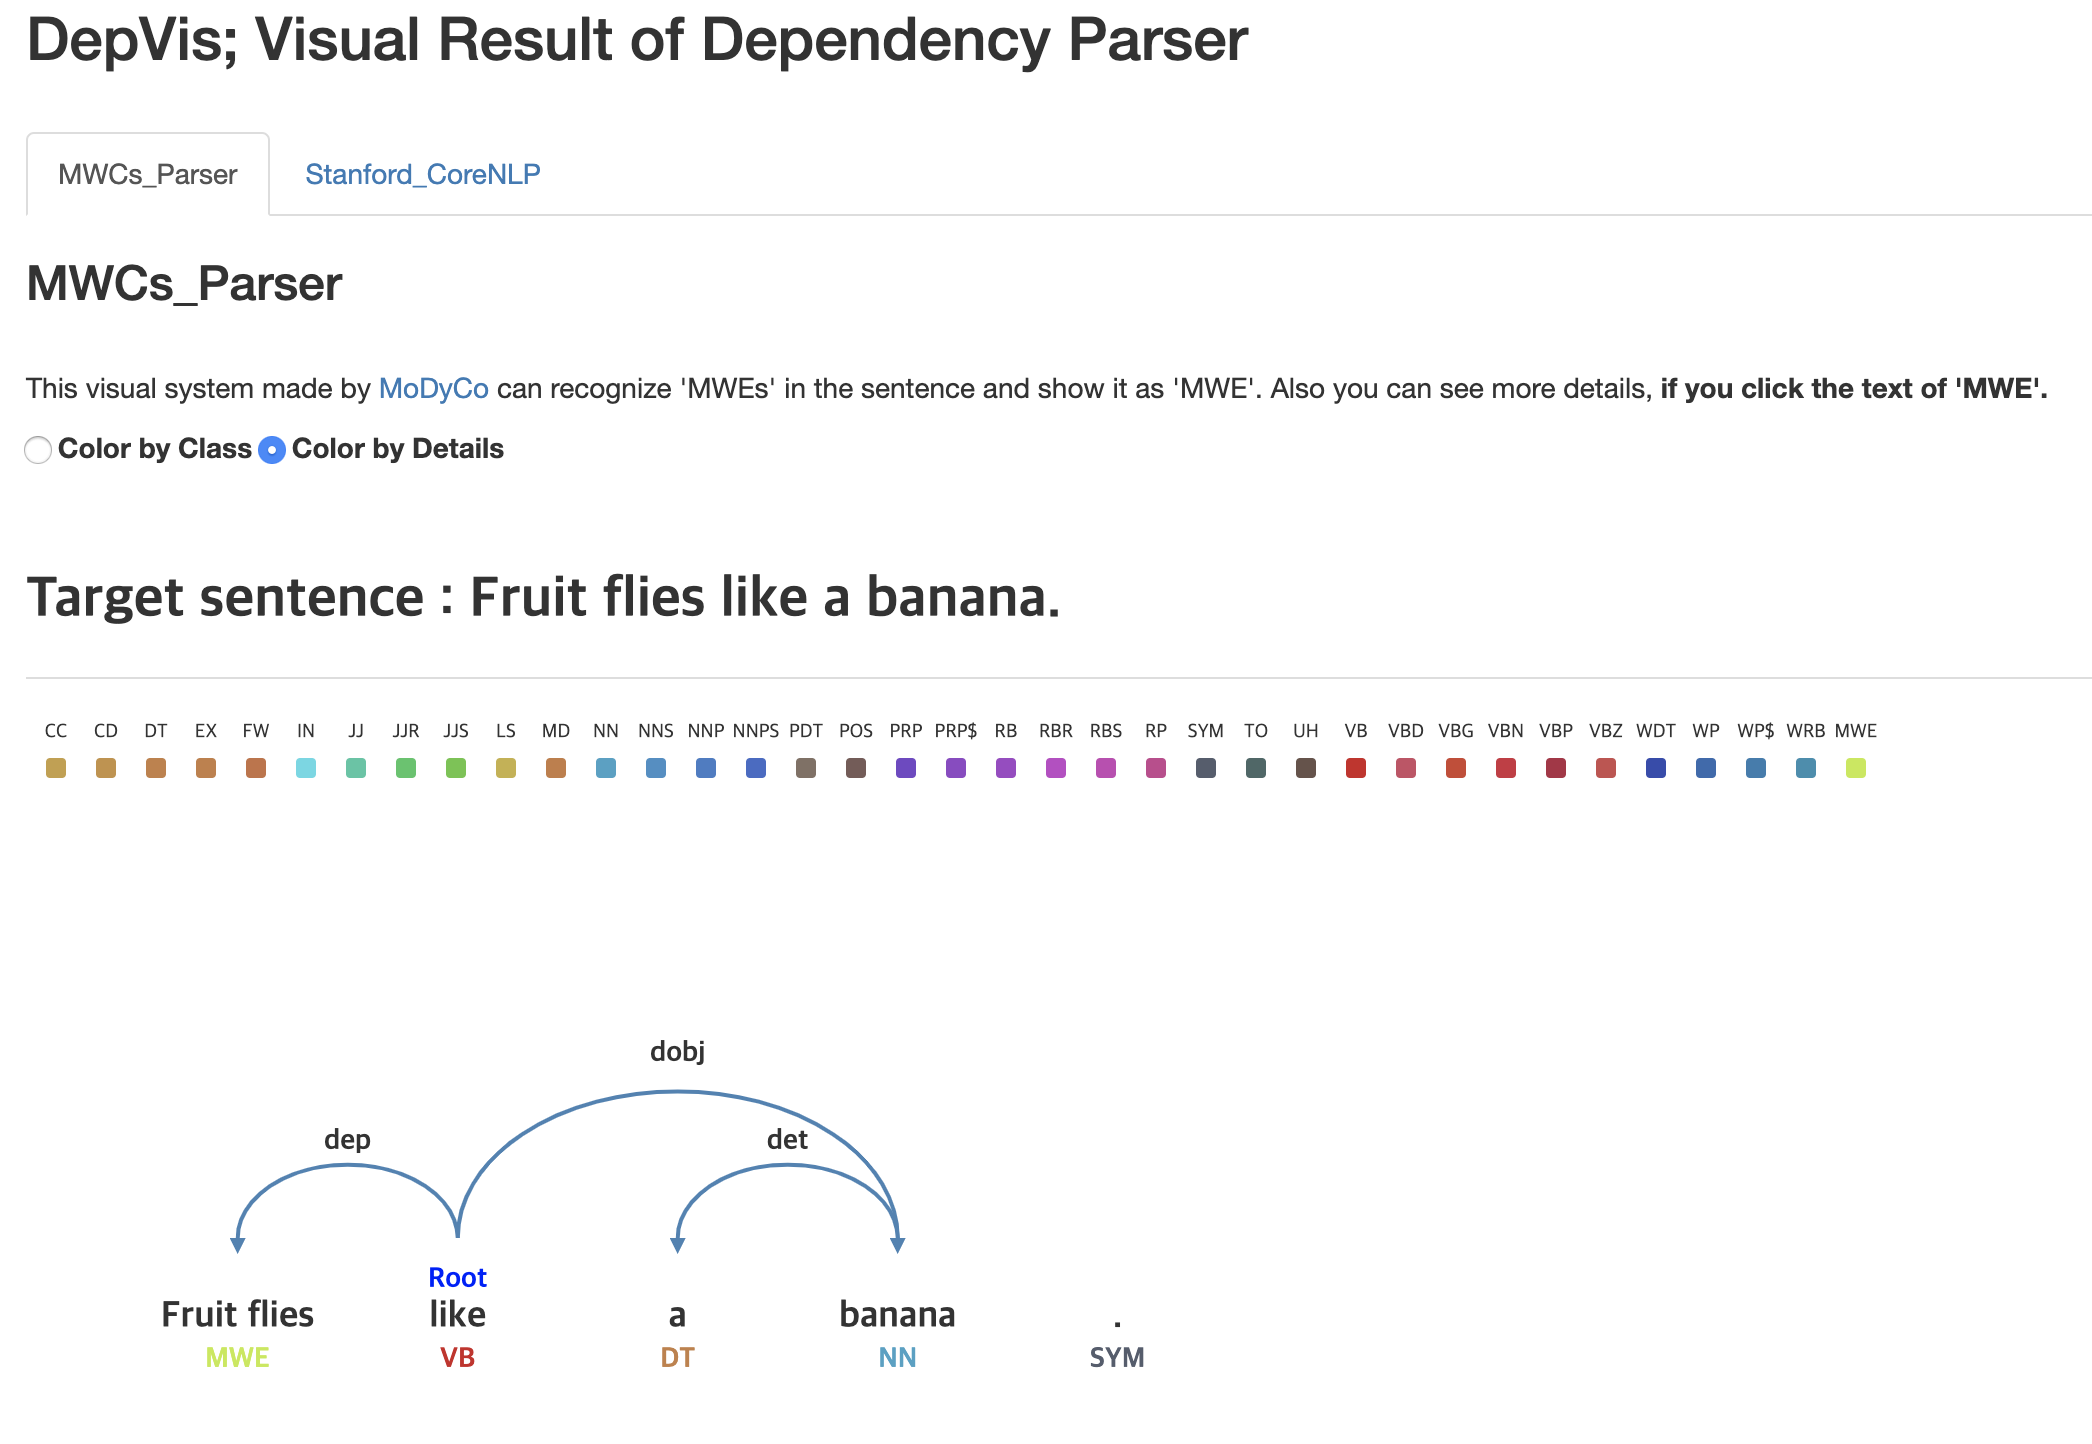 DepVis; Visual Result of Dependency Parser
MWCs_Parser Stanford_CoreNLP
MWCs_Parser
This visual system made by MoDyCo can recognize 'MWEs' in the sentence and show it as 'MWE'. Also you can see more details, if you click the text of 'MWE'.
Color by Class Color by Details
Target sentence : Fruit flies like a banana.
CC CD DT EX FW IN JJ JJR JJS LS MD NN NNS NNP NNPS PDT POS PRP PRP$ RB RBR RBS RP SYM TO UH VB VBD VBG VBN VBP VBZ WDT WP WP$ WRB MWE
dobj
dep det
Root
Fruit flies like a banana .
MWE VB DT NN SYM